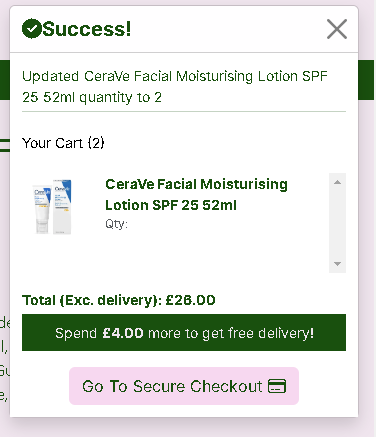 Success!
Updated CeraVe Facial Moisturising Lotion SPF
25 52ml quantity to 2
Your Cart (2)
CeraVe Facial Moisturising
Lotion SPF 25 52ml
Qty:
Total (Exc. delivery): £26.00
Spend £4.00 more to get free delivery!
Go To Secure Checkout